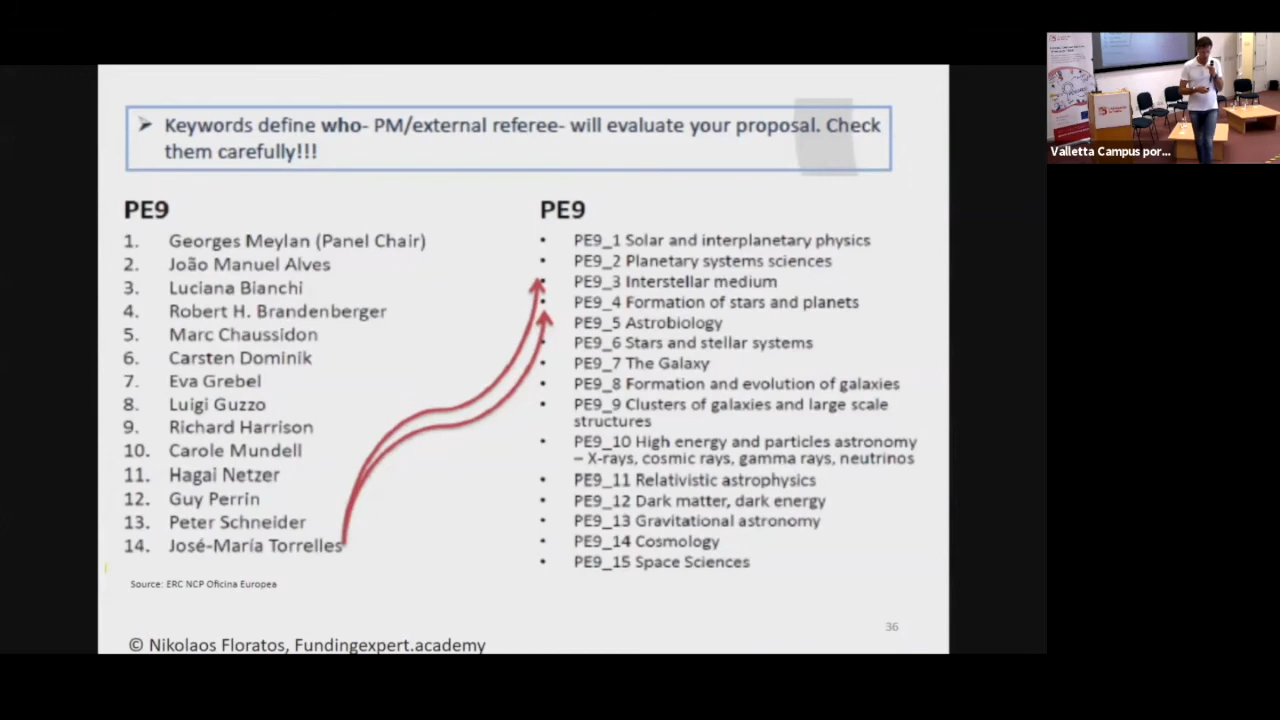 ➤ Keywords define who- PM/external referee- will evaluate your proposal. Check
them carefully!!!
PE9
1. Georges Meylan (Panel Chair)
2. João Manuel Alves
3. Luciana Bianchi
4. Robert H. Brandenberger
5. Marc Chaussidon
6. Carsten Dominik
7. Eva Grebel
8. Luigi Guzzo
9. Richard Harrison
10. Carole Mundell
11. Hagai Netzer
12. Guy Perrin
13. Peter Schneider
14. José-María Torrelles
Source: ERC NCP Oficina Europea
PE9
• PE9_1 Solar and interplanetary physics
• PE9_2 Planetary systems sciences
• PE9_3 Interstellar medium
• PE9_4 Formation of stars and planets
PE9_5 Astrobiology
• PE9_6 Stars and stellar systems
• PE9_7 The Galaxy
• PE9_8 Formation and evolution of galaxies
• PE9_9 Clusters of galaxies and large scale
structures
• PE9_10 High energy and particles astronomy
– X-rays, cosmic rays, gamma rays, neutrinos
• PE9_11 Relativistic astrophysics
• PE9_12 Dark matter, dark energy
• PE9_13 Gravitational astronomy
• PE9_14 Cosmology
• PE9_15 Space Sciences
36
© Nikolaos Floratos, Fundingexpert.academy
Valletta Campus por...